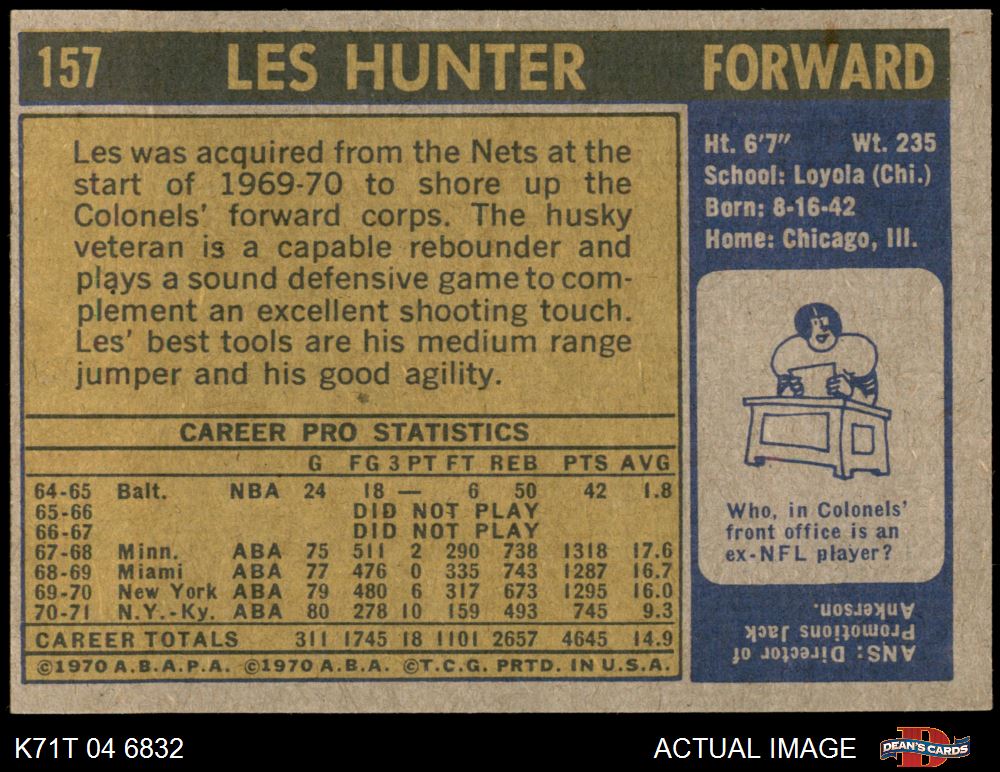 157 LES HUNTER FORWARD
Les was acquired from the Nets at the
start of 1969-70 to shore up the
Colonels' forward corps. The husky
veteran is a capable rebounder and
plays a sound defensive game to com-
plement an excellent shooting touch.
Les' best tools are his medium range
jumper and his good agility.
CAREER PRO STATISTICS
G FG 3 PT FT REB PTS AVG
64-65 Balt. NBA 24 18 — 6 50 42 1.8
65-66 DID NOT PLAY
66-67 DID NOT PLAY
67-68 Minn. ABA 75 511 2 290 738 1318 17.6
68-69 Miami ABA 77 476 0 335 743 1287 16.7
69-70 New York ABA 79 480 6 317 673 1295 16.0
70-71 N.Y.-Ky. ABA 80 278 10 159 493 745 9.3
CAREER TOTALS 311 1745 18 1101 2657 4645 14.9
©1970 A.B.A.P.A. ©1970 A.B.A. ©T.C.G. PRTD. IN U.S.A.
Ht. 6'7" Wt. 235
School: Loyola (Chi.)
Born: 8-16-42
Home: Chicago, Ill.
Who, in Colonels'
front office is an
ex-NFL player?
ANS: Director of
Promotions Jack
Ankerson.
K71T 04 6832 ACTUAL IMAGE DEAN'S CARDS